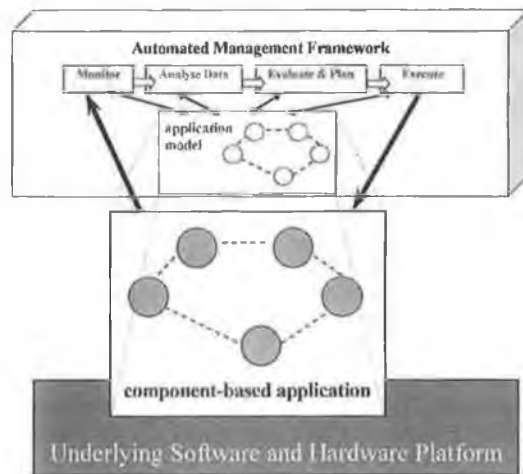 Automated Management Framework
Monitor
Analyse Data
Evaluate & Plan
Execute
application
model
component-based application
Underlying Software and Hardware Platform